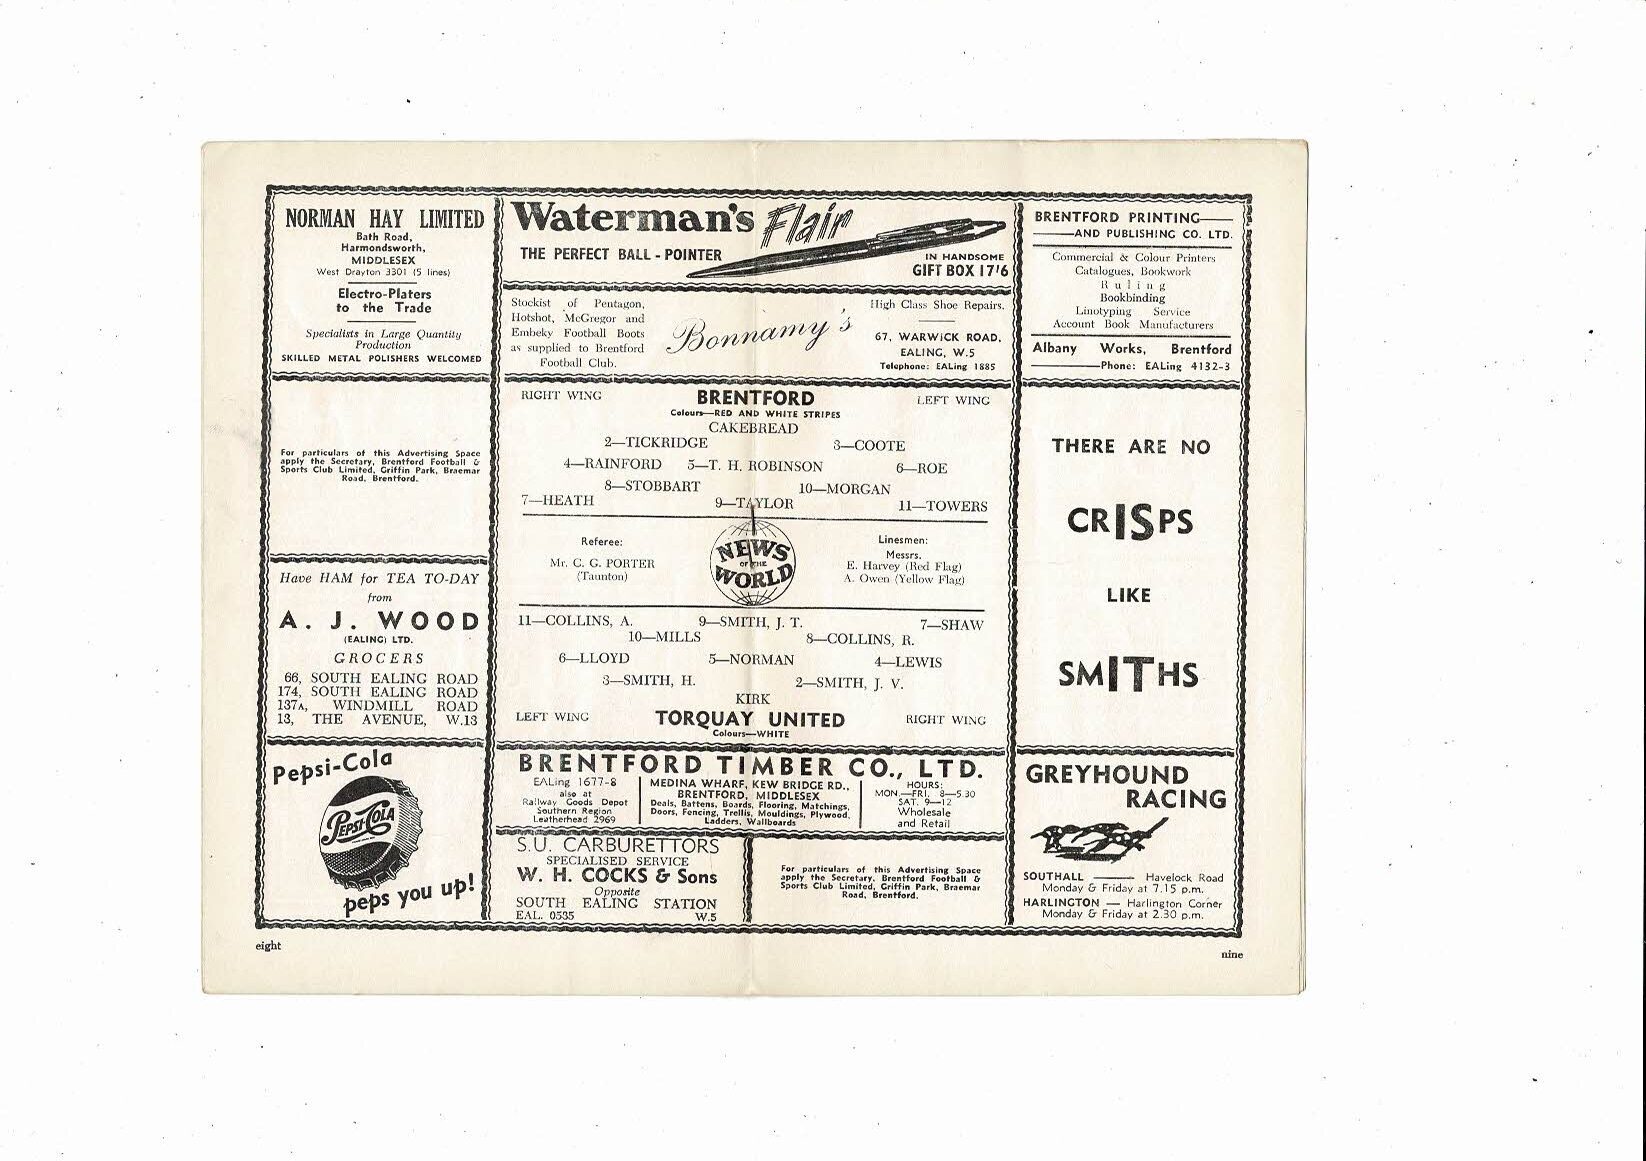 NORMAN HAY LIMITED
Bath Road,
Harmondsworth,
MIDDLESEX
West Drayton 3301 (5 lines)
Electro-Platers
to the Trade
Specialists in Large Quantity
Production
SKILLED METAL POLISHERS WELCOMED
For particulars of this Advertising Space
apply the Secretary, Brentford Football &
Sports Club Limited, Griffin Park, Braemar
Road, Brentford.
Have HAM for TEA TO-DAY
from
A. J. WOOD
(EALING) LTD.
GROCERS
66, SOUTH EALING ROAD
174, SOUTH EALING ROAD
137A, WINDMILL ROAD
13, THE AVENUE, W.13
Pepsi-Cola
PEPSI-COLA
peps you up!
Waterman's Flair
THE PERFECT BALL - POINTER
IN HANDSOME
GIFT BOX 17'6
Stockist of Pentagon,
Hotshot, McGregor and
Embeky Football Boots
as supplied to Brentford
Football Club.
Bonnamy's
High Class Shoe Repairs.
67, WARWICK ROAD,
EALING, W.5
Telephone: EALing 1885
RIGHT WING BRENTFORD LEFT WING
Colours—RED AND WHITE STRIPES
CAKEBREAD
2—TICKRIDGE 3—COOTE
4—RAINFORD 5—T. H. ROBINSON 6—ROE
8—STOBBART 10—MORGAN
7—HEATH 9—TAYLOR 11—TOWERS
Referee:
Mr. C. G. PORTER
(Taunton)
NEWS
OF THE
WORLD
Linesmen:
Messrs.
E. Harvey (Red Flag)
A. Owen (Yellow Flag)
11—COLLINS, A. 9—SMITH, J. T. 7—SHAW
10—MILLS 8—COLLINS, R.
6—LLOYD 5—NORMAN 4—LEWIS
3—SMITH, H. 2—SMITH, J. V.
KIRK
LEFT WING TORQUAY UNITED RIGHT WING
Colours—WHITE
BRENTFORD TIMBER CO., LTD.
EALing 1677-8
also at
Railway Goods Depot
Southern Region
Leatherhead 2969
MEDINA WHARF, KEW BRIDGE RD.,
BRENTFORD, MIDDLESEX
Deals, Battens, Boards, Flooring, Matchings,
Doors, Fencing, Trellis, Mouldings, Plywood,
Ladders, Wallboards
HOURS:
MON.—FRI. 8—5.30
SAT. 9—12
Wholesale
and Retail
S.U. CARBURETTORS
SPECIALISED SERVICE
W. H. COCKS & Sons
Opposite
SOUTH EALING STATION
EAL. 0535 W.5
For particulars of this Advertising Space
apply the Secretary, Brentford Football &
Sports Club Limited, Griffin Park, Braemar
Road, Brentford.
BRENTFORD PRINTING—
—AND PUBLISHING CO. LTD.
Commercial & Colour Printers
Catalogues, Bookwork
Ruling
Bookbinding
Linotyping Service
Account Book Manufacturers
Albany Works, Brentford
—Phone: EALing 4132-3
THERE ARE NO
CRISPS
LIKE
SMITHS
GREYHOUND
RACING
SOUTHALL — Havelock Road
Monday & Friday at 7.15 p.m.
HARLINGTON — Harlington Corner
Monday & Friday at 2.30 p.m.
eight
nine